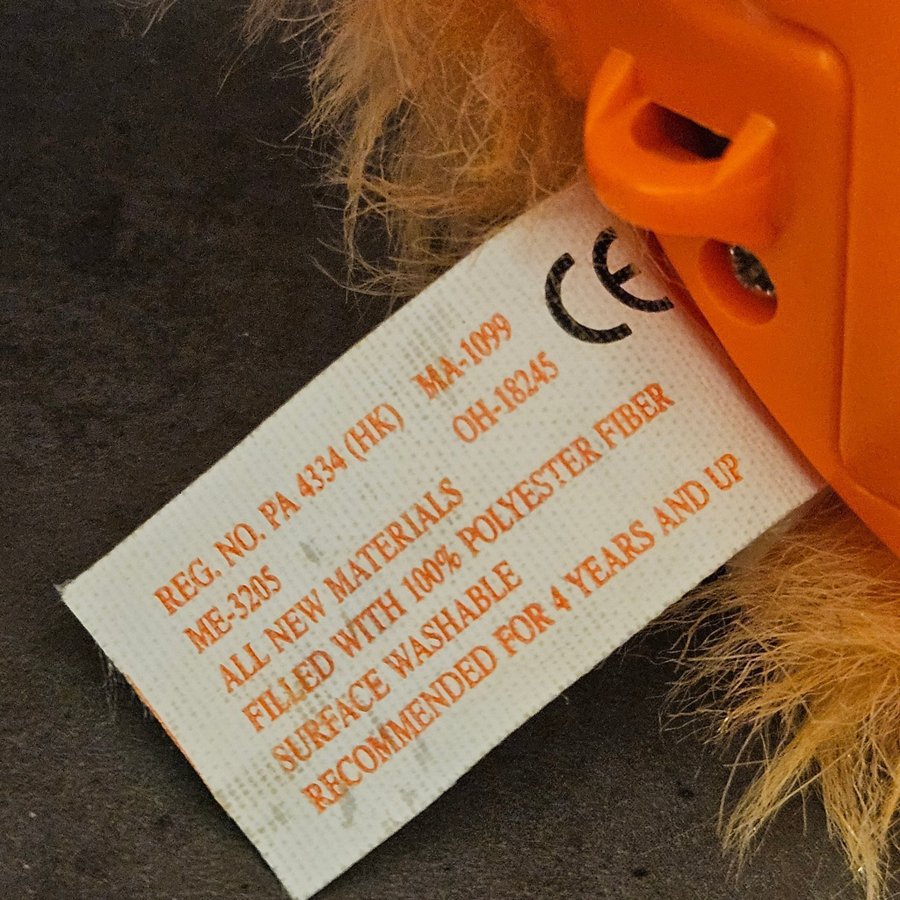 CE
REG. NO. PA 4334 (HK) MA-1099
ME-3205 OH-18245
ALL NEW MATERIALS
FILLED WITH 100% POLYESTER FIBER
SURFACE WASHABLE
RECOMMENDED FOR 4 YEARS AND UP